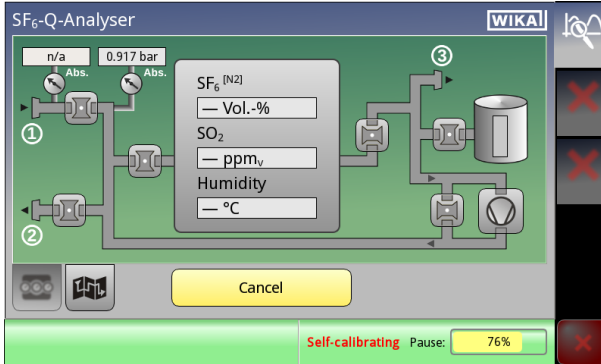 SF₆-Q-Analyser
WIKA
n/a
0.917 bar
Abs.
Abs.
③
①
SF₆ [N2]
— Vol.-%
SO₂
— ppmᵥ
Humidity
— °C
②
Cancel
Self-calibrating Pause: 76%